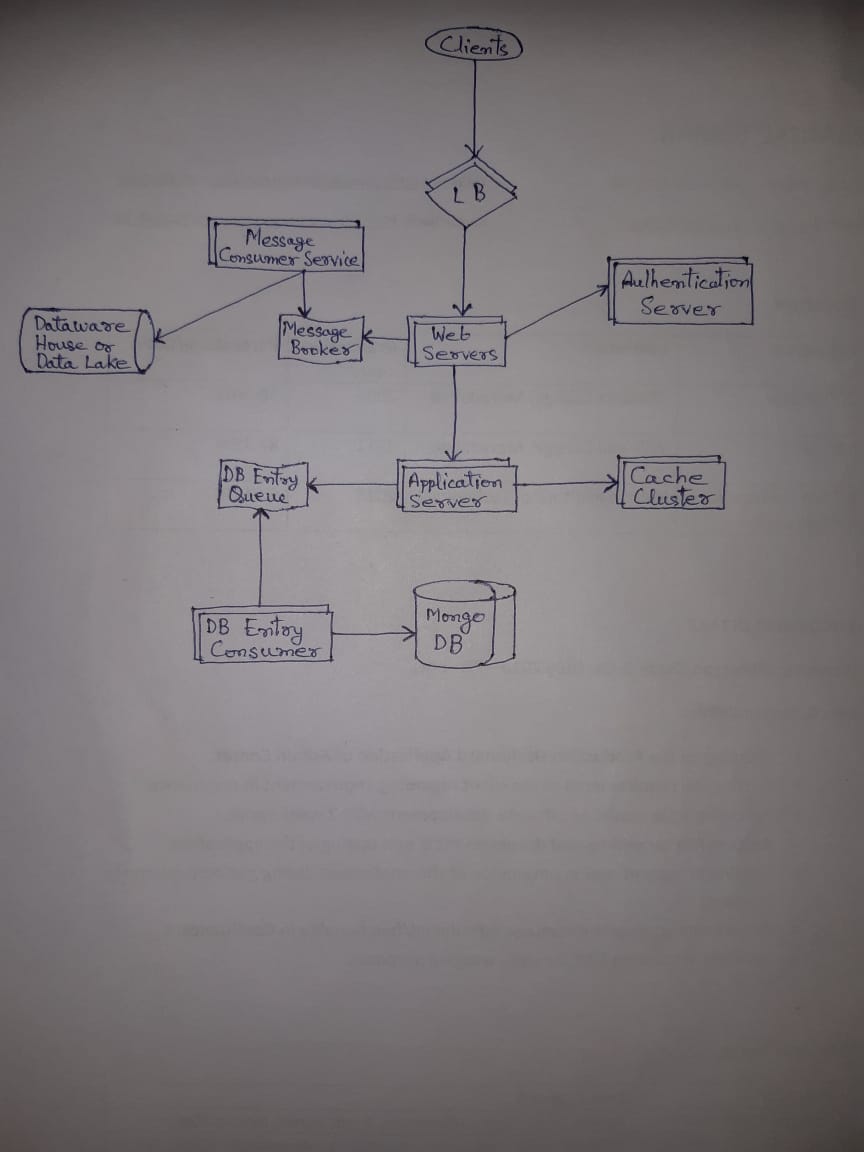 Clients
L B
Message
Consumer Service
Authentication
Server
Dataware
House or
Data Lake
Message
Broker
Web
Servers
DB Entry
Queue
Application
Server
Cache
Cluster
DB Entry
Consumer
Mongo
DB